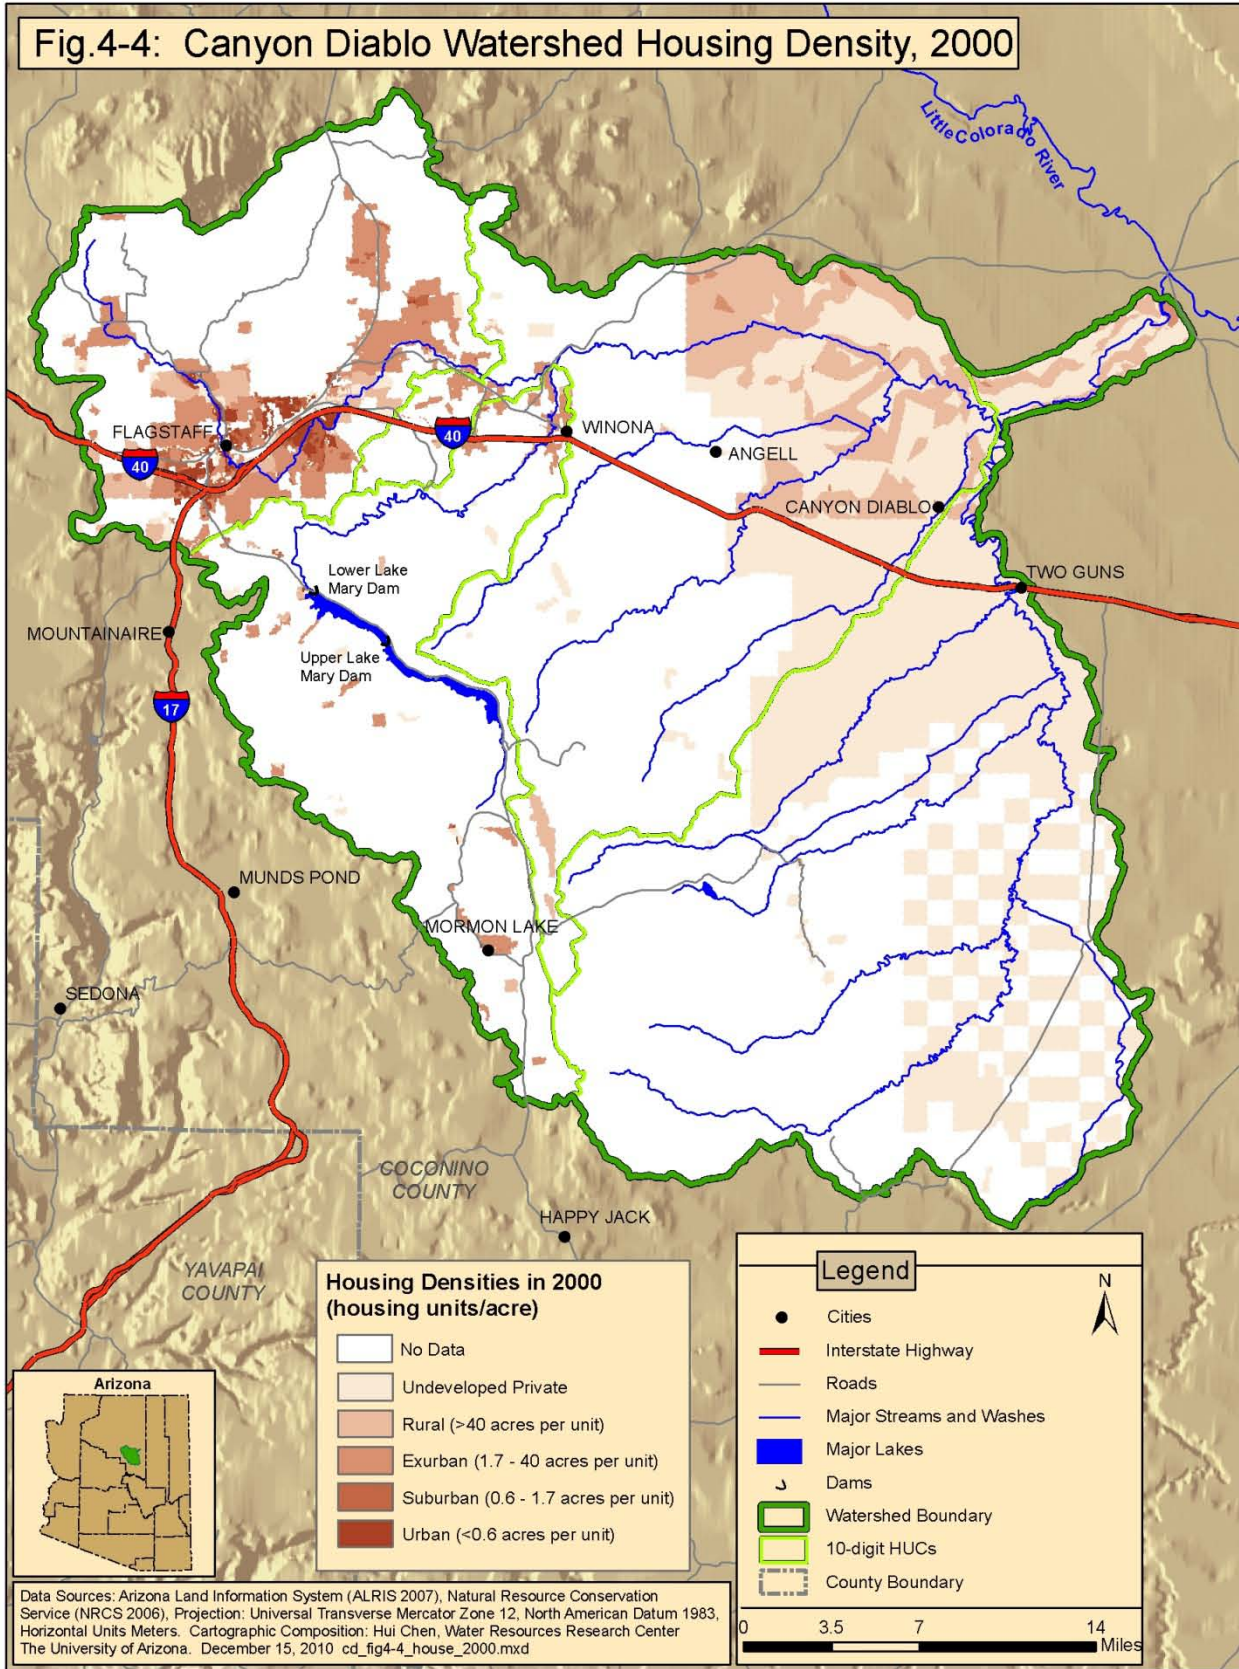 Fig.4-4: Canyon Diablo Watershed Housing Density, 2000
Little Colorado River
FLAGSTAFF
40
40
WINONA
ANGELL
CANYON DIABLO
TWO GUNS
Lower Lake
Mary Dam
Upper Lake
Mary Dam
MOUNTAINAIRE
17
MUNDS POND
MORMON LAKE
SEDONA
COCONINO
COUNTY
HAPPY JACK
YAVAPAI
COUNTY
Housing Densities in 2000
(housing units/acre)
No Data
Undeveloped Private
Rural (>40 acres per unit)
Exurban (1.7 - 40 acres per unit)
Suburban (0.6 - 1.7 acres per unit)
Urban (<0.6 acres per unit)
Legend
N
Cities
Interstate Highway
Roads
Major Streams and Washes
Major Lakes
Dams
Watershed Boundary
10-digit HUCs
County Boundary
0 3.5 7 14
Miles
Arizona
Data Sources: Arizona Land Information System (ALRIS 2007), Natural Resource Conservation
Service (NRCS 2006), Projection: Universal Transverse Mercator Zone 12, North American Datum 1983,
Horizontal Units Meters. Cartographic Composition: Hui Chen, Water Resources Research Center
The University of Arizona. December 15, 2010 cd_fig4-4_house_2000.mxd